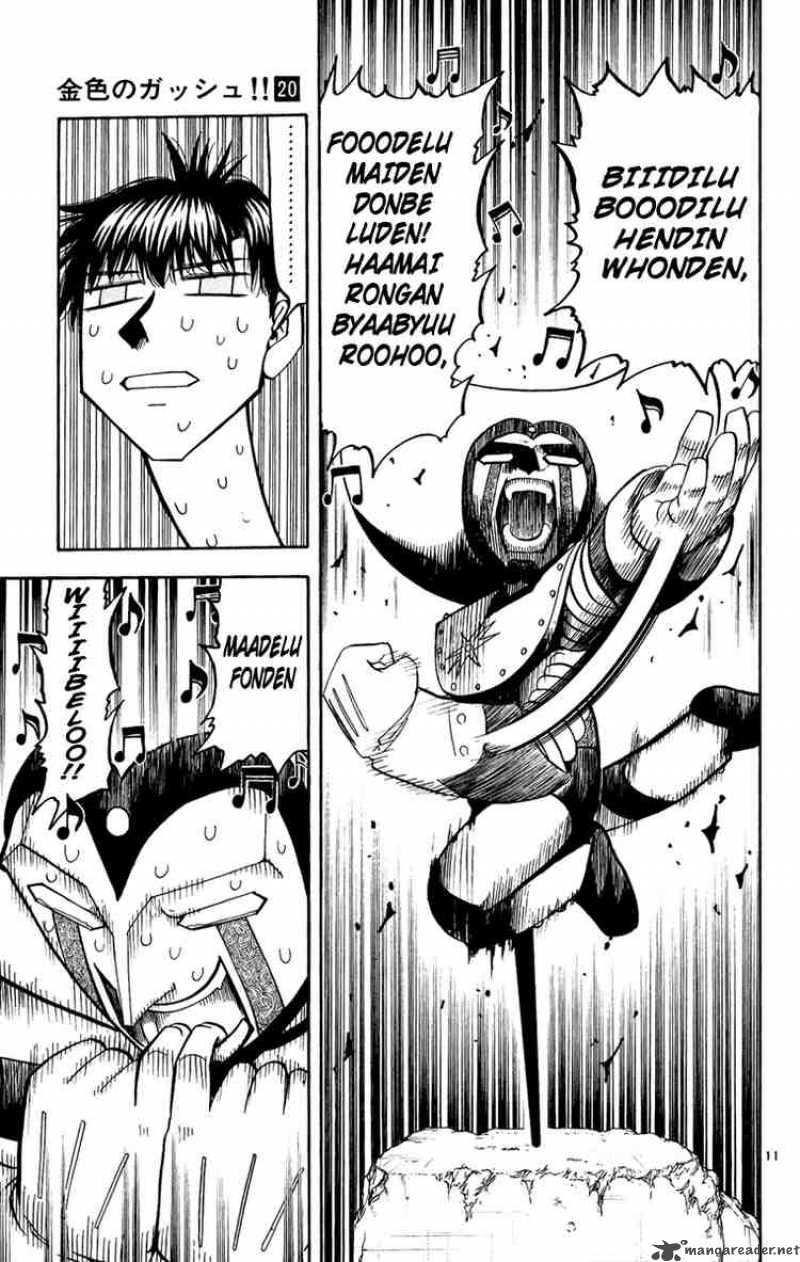 BIIIDILU
BOOODILU
HENDIN
WHONDEN,
FOOODELU
MAIDEN
DONBE
LUDEN!
HAAMAI
RONGAN
BYAABYUU
ROOHOO,
金色のガッシュ!! 20
..........
MAADELU
FONDEN
WIIIBELOO!!
11
mangareader.net